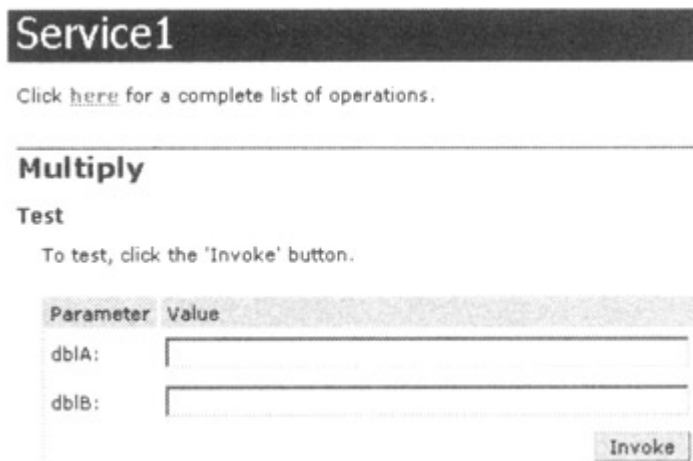 Service1
Click here for a complete list of operations.
Multiply
Test
To test, click the 'Invoke' button.
Parameter Value
dblA:
dblB:
Invoke